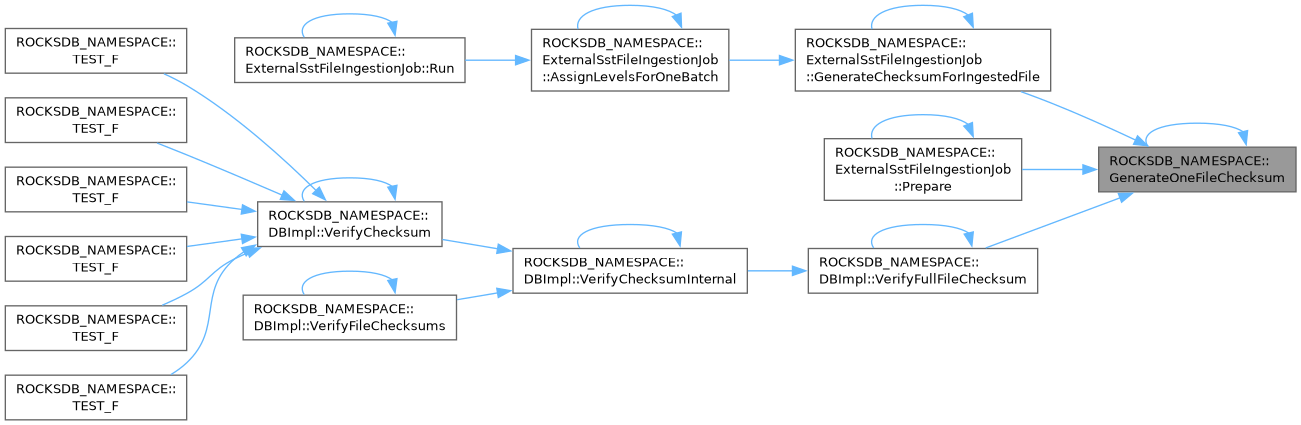 ROCKSDB_NAMESPACE::
TEST_F
ROCKSDB_NAMESPACE::
TEST_F
ROCKSDB_NAMESPACE::
TEST_F
ROCKSDB_NAMESPACE::
TEST_F
ROCKSDB_NAMESPACE::
TEST_F
ROCKSDB_NAMESPACE::
TEST_F
ROCKSDB_NAMESPACE::
ExternalSstFileIngestionJob::Run
ROCKSDB_NAMESPACE::
DBImpl::VerifyChecksum
ROCKSDB_NAMESPACE::
DBImpl::VerifyFileChecksums
ROCKSDB_NAMESPACE::
ExternalSstFileIngestionJob
::AssignLevelsForOneBatch
ROCKSDB_NAMESPACE::
DBImpl::VerifyChecksumInternal
ROCKSDB_NAMESPACE::
ExternalSstFileIngestionJob
::GenerateChecksumForIngestedFile
ROCKSDB_NAMESPACE::
ExternalSstFileIngestionJob
::Prepare
ROCKSDB_NAMESPACE::
DBImpl::VerifyFullFileChecksum
ROCKSDB_NAMESPACE::
GenerateOneFileChecksum